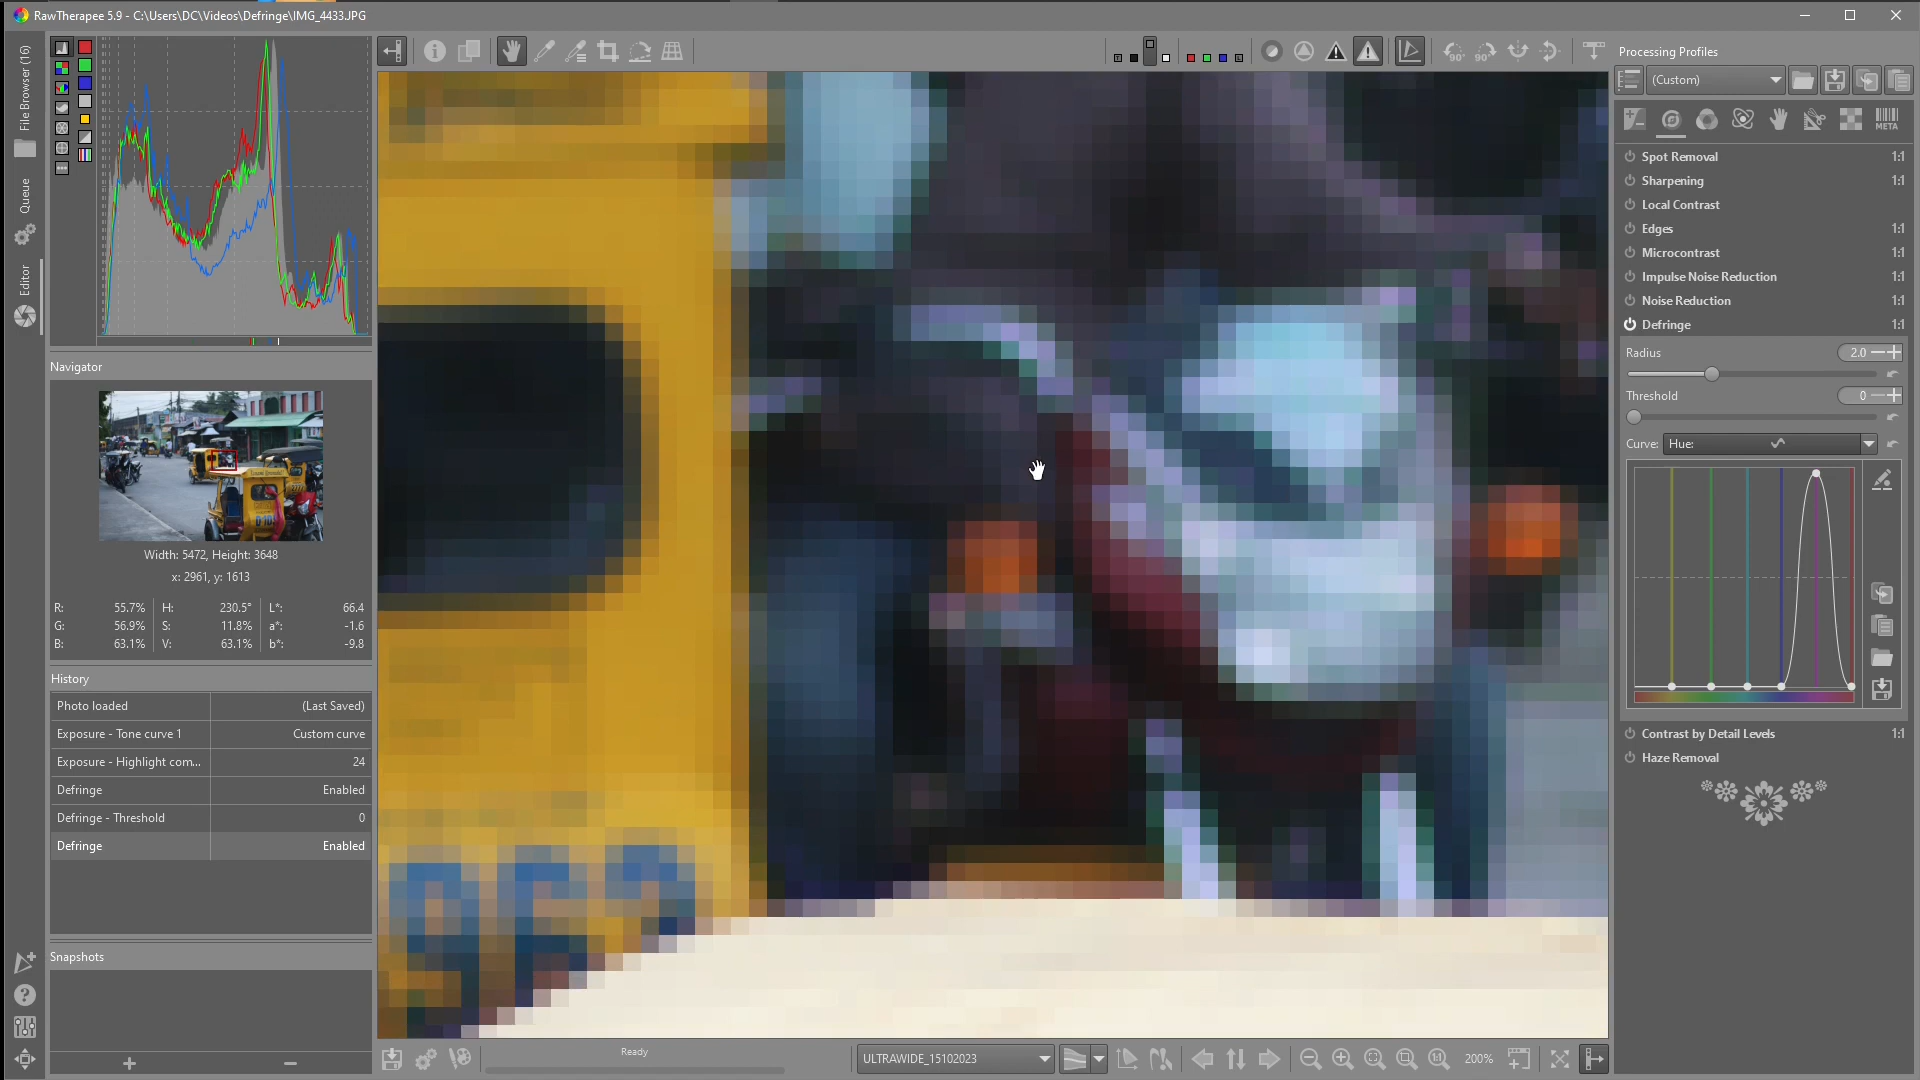 RawTherapee 5.9 - C:\Users\DC\Videos\Defringe\IMG_4433.JPG
File Browser (16)
Queue
Editor
Navigator
Width: 5472, Height: 3648
x: 2961, y: 1613
R: 55.7% H: 230.5° L*: 66.4
G: 56.9% S: 11.8% a*: -1.6
B: 63.1% V: 63.1% b*: -9.8
History
Photo loaded (Last Saved)
Exposure - Tone curve 1 Custom curve
Exposure - Highlight com... 24
Defringe Enabled
Defringe - Threshold 0
Defringe Enabled
Snapshots
Ready
ULTRAWIDE_15102023
200%
Processing Profiles
(Custom)
META
Spot Removal 1:1
Sharpening 1:1
Local Contrast
Edges 1:1
Microcontrast 1:1
Impulse Noise Reduction 1:1
Noise Reduction 1:1
Defringe 1:1
Radius 2.0
Threshold 0
Curve: Hue:
Contrast by Detail Levels 1:1
Haze Removal